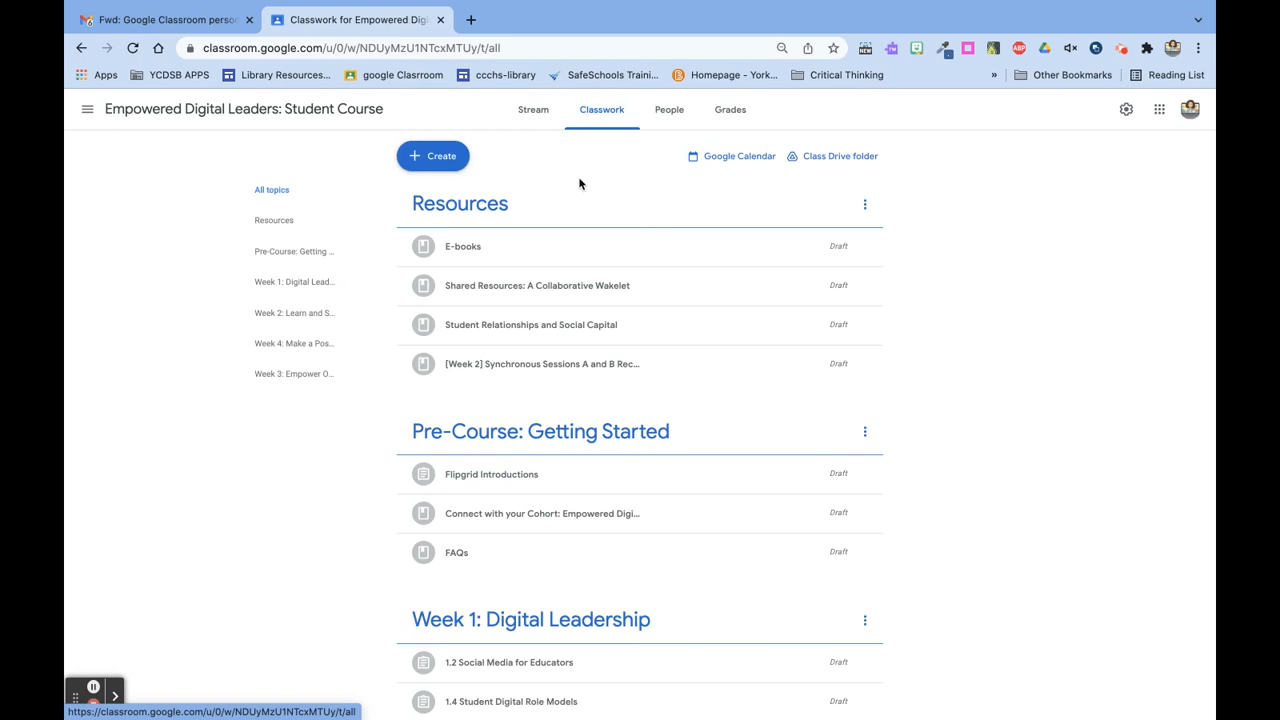 Fwd: Google Classroom perso
Classwork for Empowered Digi
classroom.google.com/u/0/w/NDUyMzU1NTcxMTUy/t/all
Apps
YCDSB APPS
Library Resources...
google Classroom
ccchs-library
SafeSchools Traini...
Homepage - York...
Critical Thinking
»
Other Bookmarks
Reading List
Empowered Digital Leaders: Student Course
Stream
Classwork
People
Grades
Create
Google Calendar
Class Drive folder
All topics
Resources
Pre-Course: Getting ...
Week 1: Digital Lead...
Week 2: Learn and S...
Week 4: Make a Pos...
Week 3: Empower O...
Resources
E-books
Draft
Shared Resources: A Collaborative Wakelet
Draft
Student Relationships and Social Capital
Draft
[Week 2] Synchronous Sessions A and B Rec...
Draft
Pre-Course: Getting Started
Flipgrid Introductions
Draft
Connect with your Cohort: Empowered Digi...
Draft
FAQs
Draft
Week 1: Digital Leadership
1.2 Social Media for Educators
Draft
1.4 Student Digital Role Models
Draft
https://classroom.google.com/u/0/w/NDUyMzU1NTcxMTUy/t/all